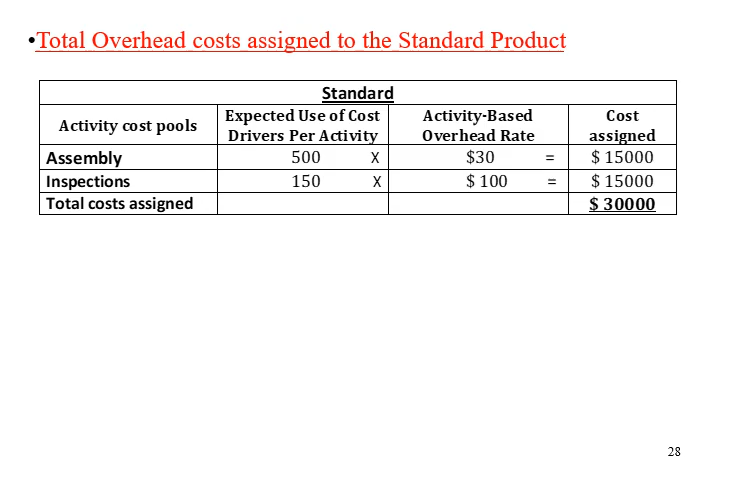 •Total Overhead costs assigned to the Standard Product
Standard
Activity cost pools Expected Use of Cost Drivers Per Activity Activity-Based Overhead Rate Cost assigned
Assembly 500 X $30 = $ 15000
Inspections 150 X $ 100 = $ 15000
Total costs assigned $ 30000
28